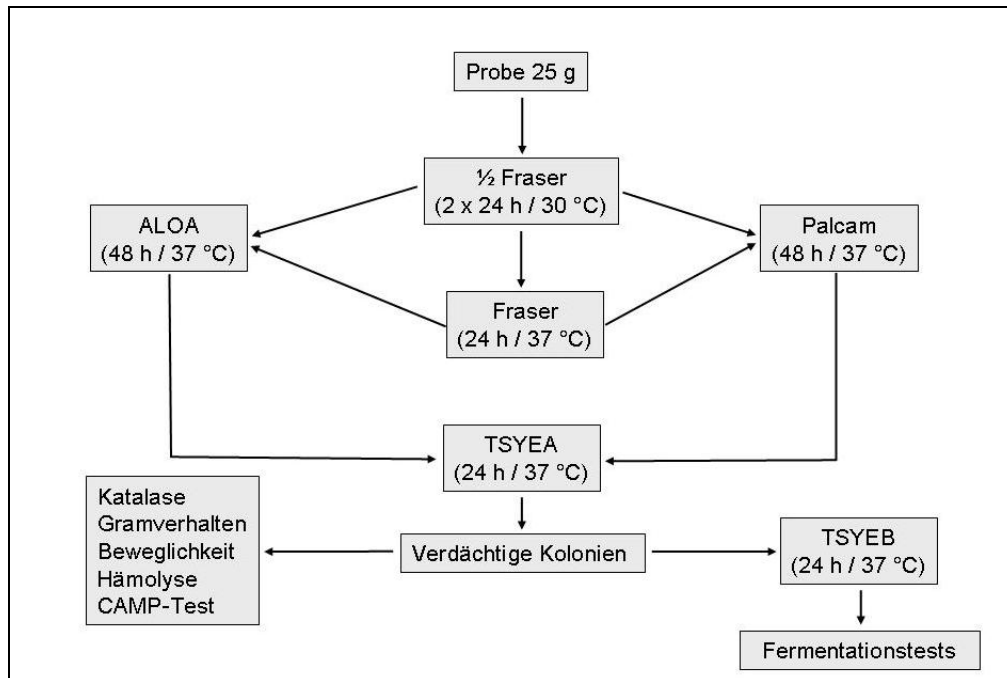 Probe 25 g
½ Fraser
(2 x 24 h / 30 °C)
ALOA
(48 h / 37 °C)
Palcam
(48 h / 37 °C)
Fraser
(24 h / 37 °C)
TSYEA
(24 h / 37 °C)
Katalase
Gramverhalten
Beweglichkeit
Hämolyse
CAMP-Test
Verdächtige Kolonien
TSYEB
(24 h / 37 °C)
Fermentationstests